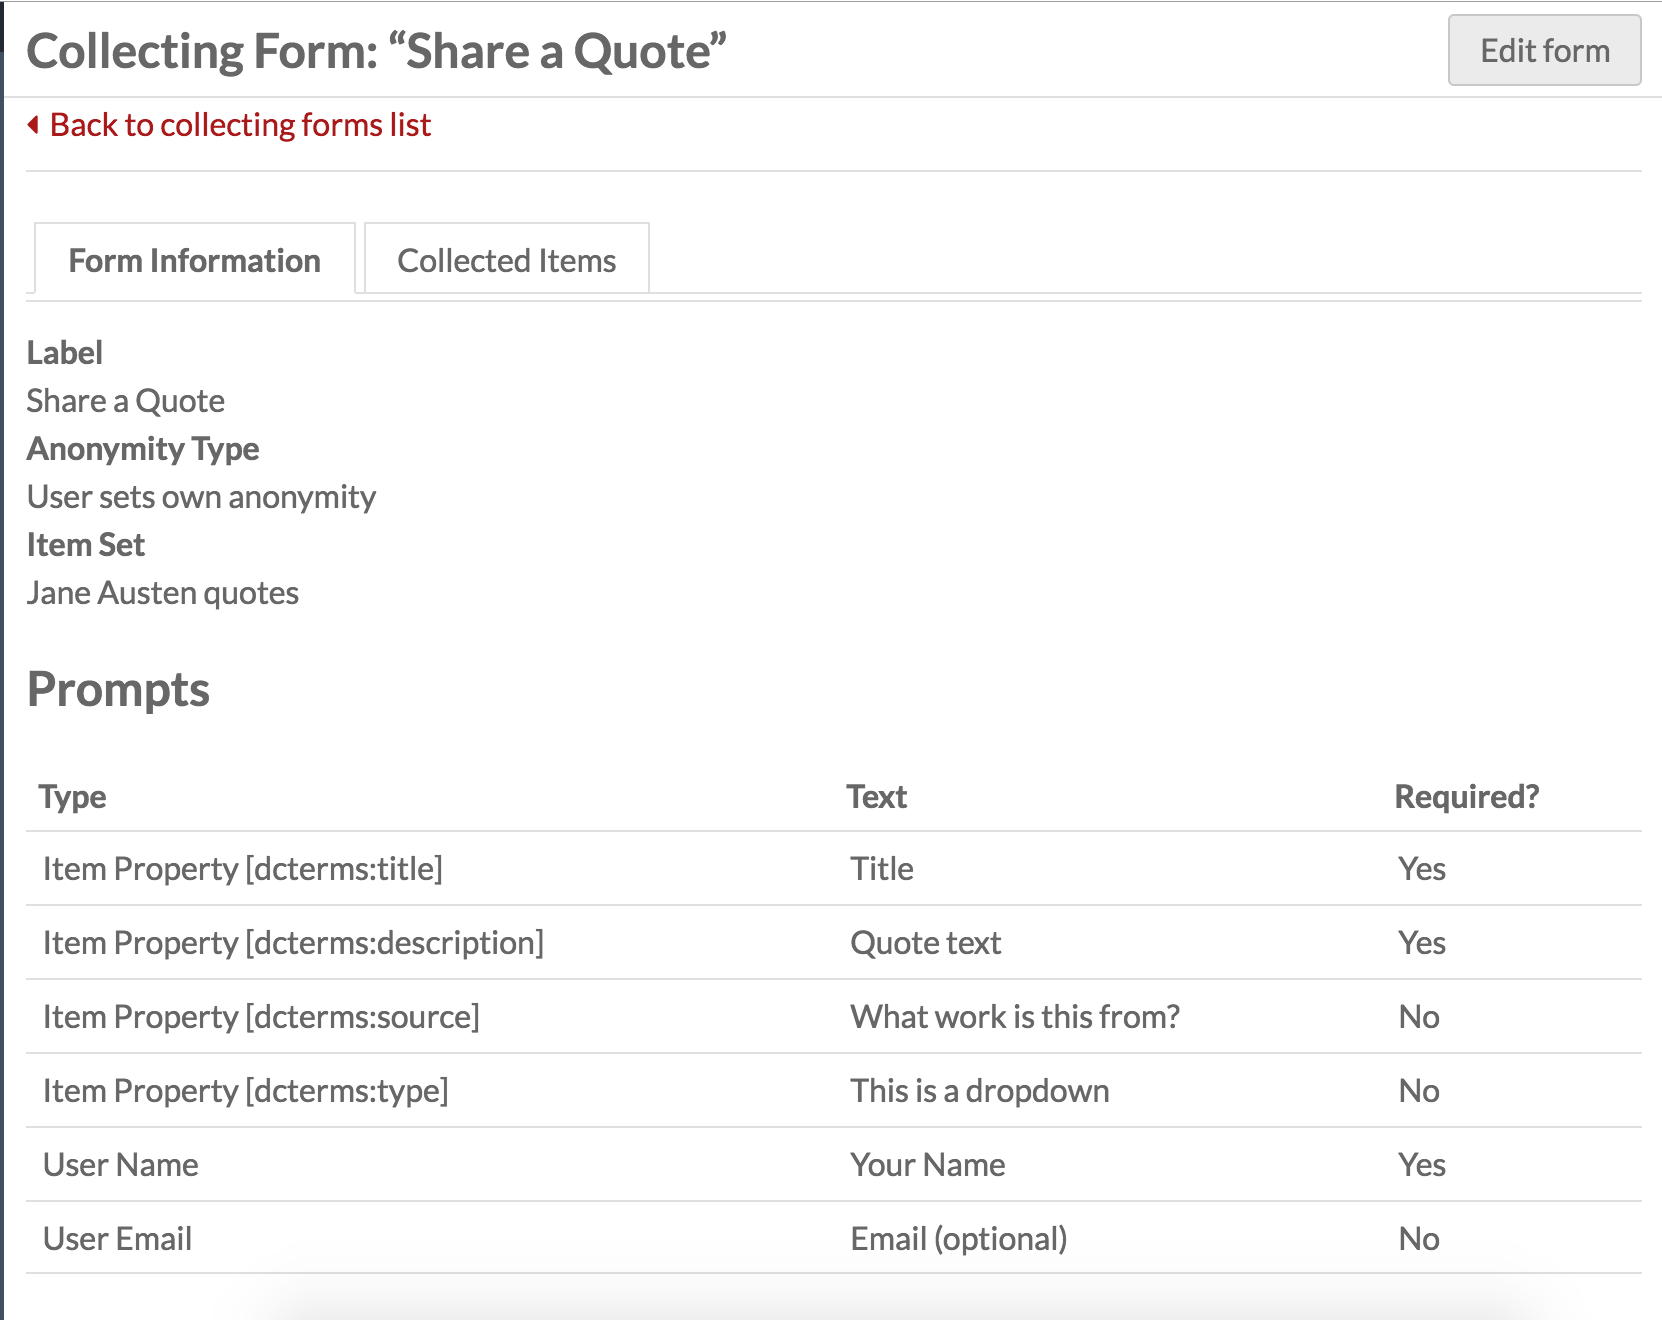 Collecting Form: “Share a Quote”
Edit form
Back to collecting forms list
Form Information
Collected Items
Label
Share a Quote
Anonymity Type
User sets own anonymity
Item Set
Jane Austen quotes
Prompts
Type Text Required?
Item Property [dcterms:title] Title Yes
Item Property [dcterms:description] Quote text Yes
Item Property [dcterms:source] What work is this from? No
Item Property [dcterms:type] This is a dropdown No
User Name Your Name Yes
User Email Email (optional) No